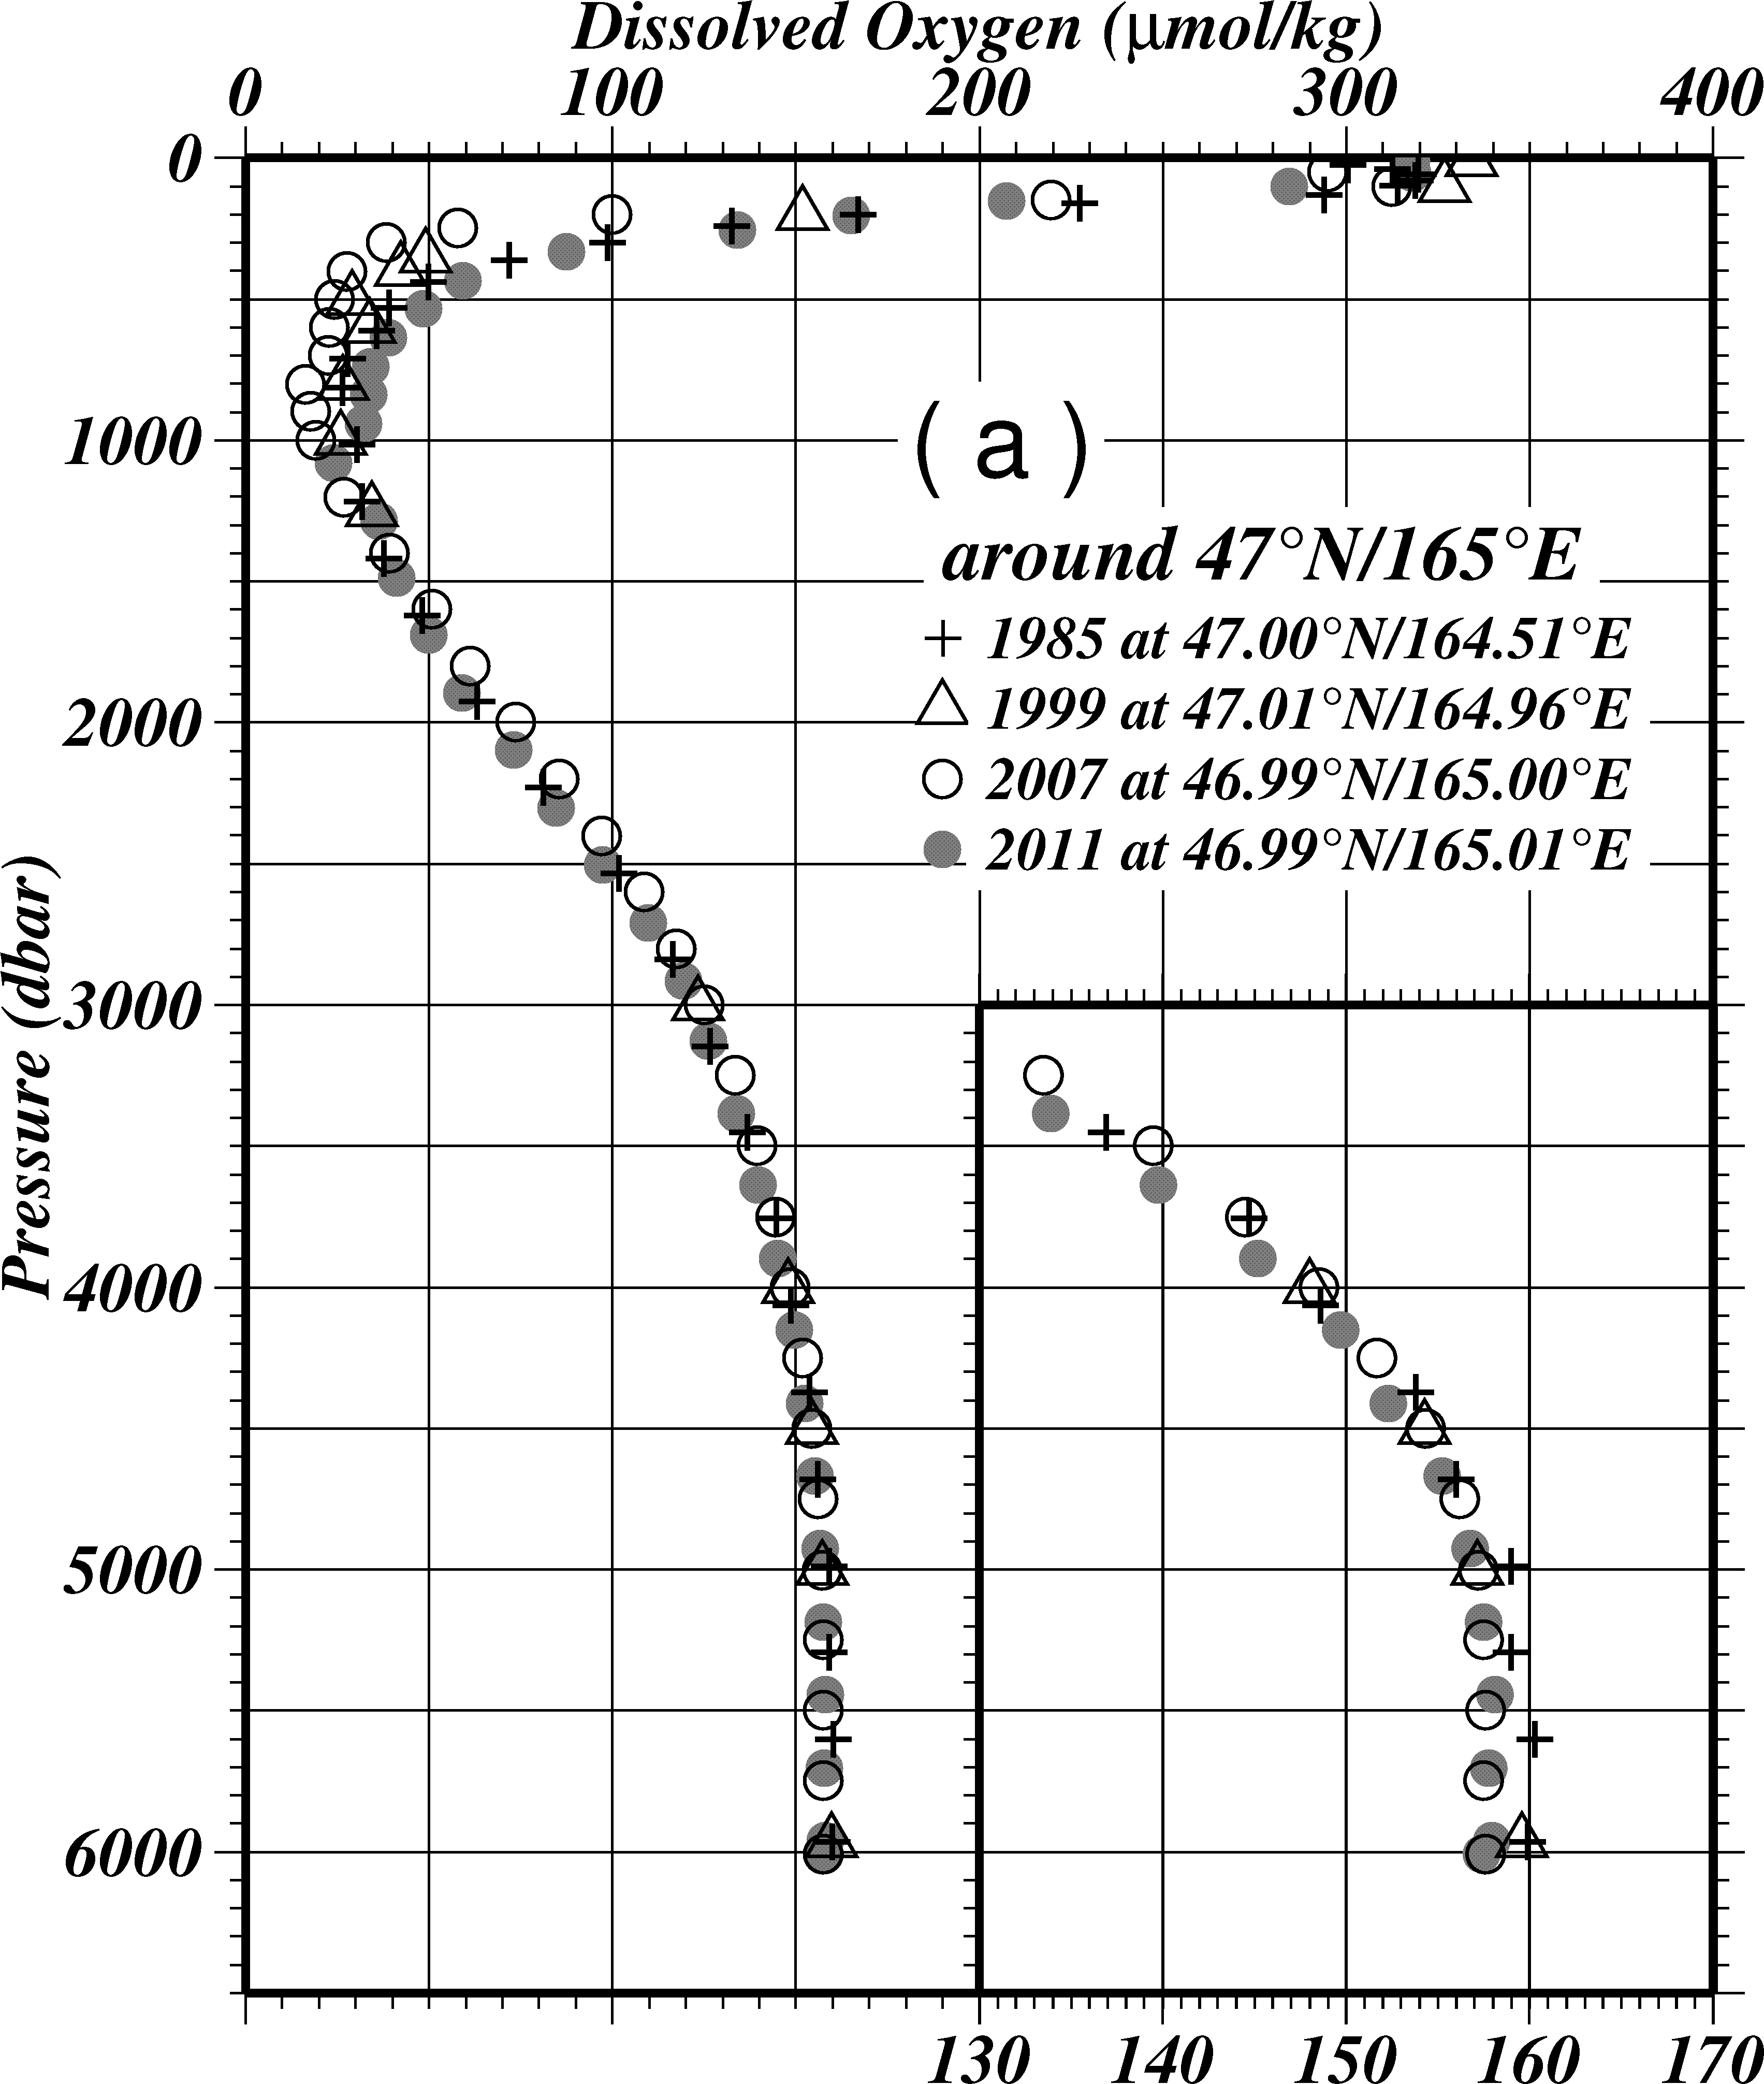 Dissolved Oxygen (μmol/kg)
0 100 200 300 400
0
1000
2000
3000
4000
5000
6000
Pressure (dbar)
(a)
around 47°N/165°E
1985 at 47.00°N/164.51°E
1999 at 47.01°N/164.96°E
2007 at 46.99°N/165.00°E
2011 at 46.99°N/165.01°E
130 140 150 160 170